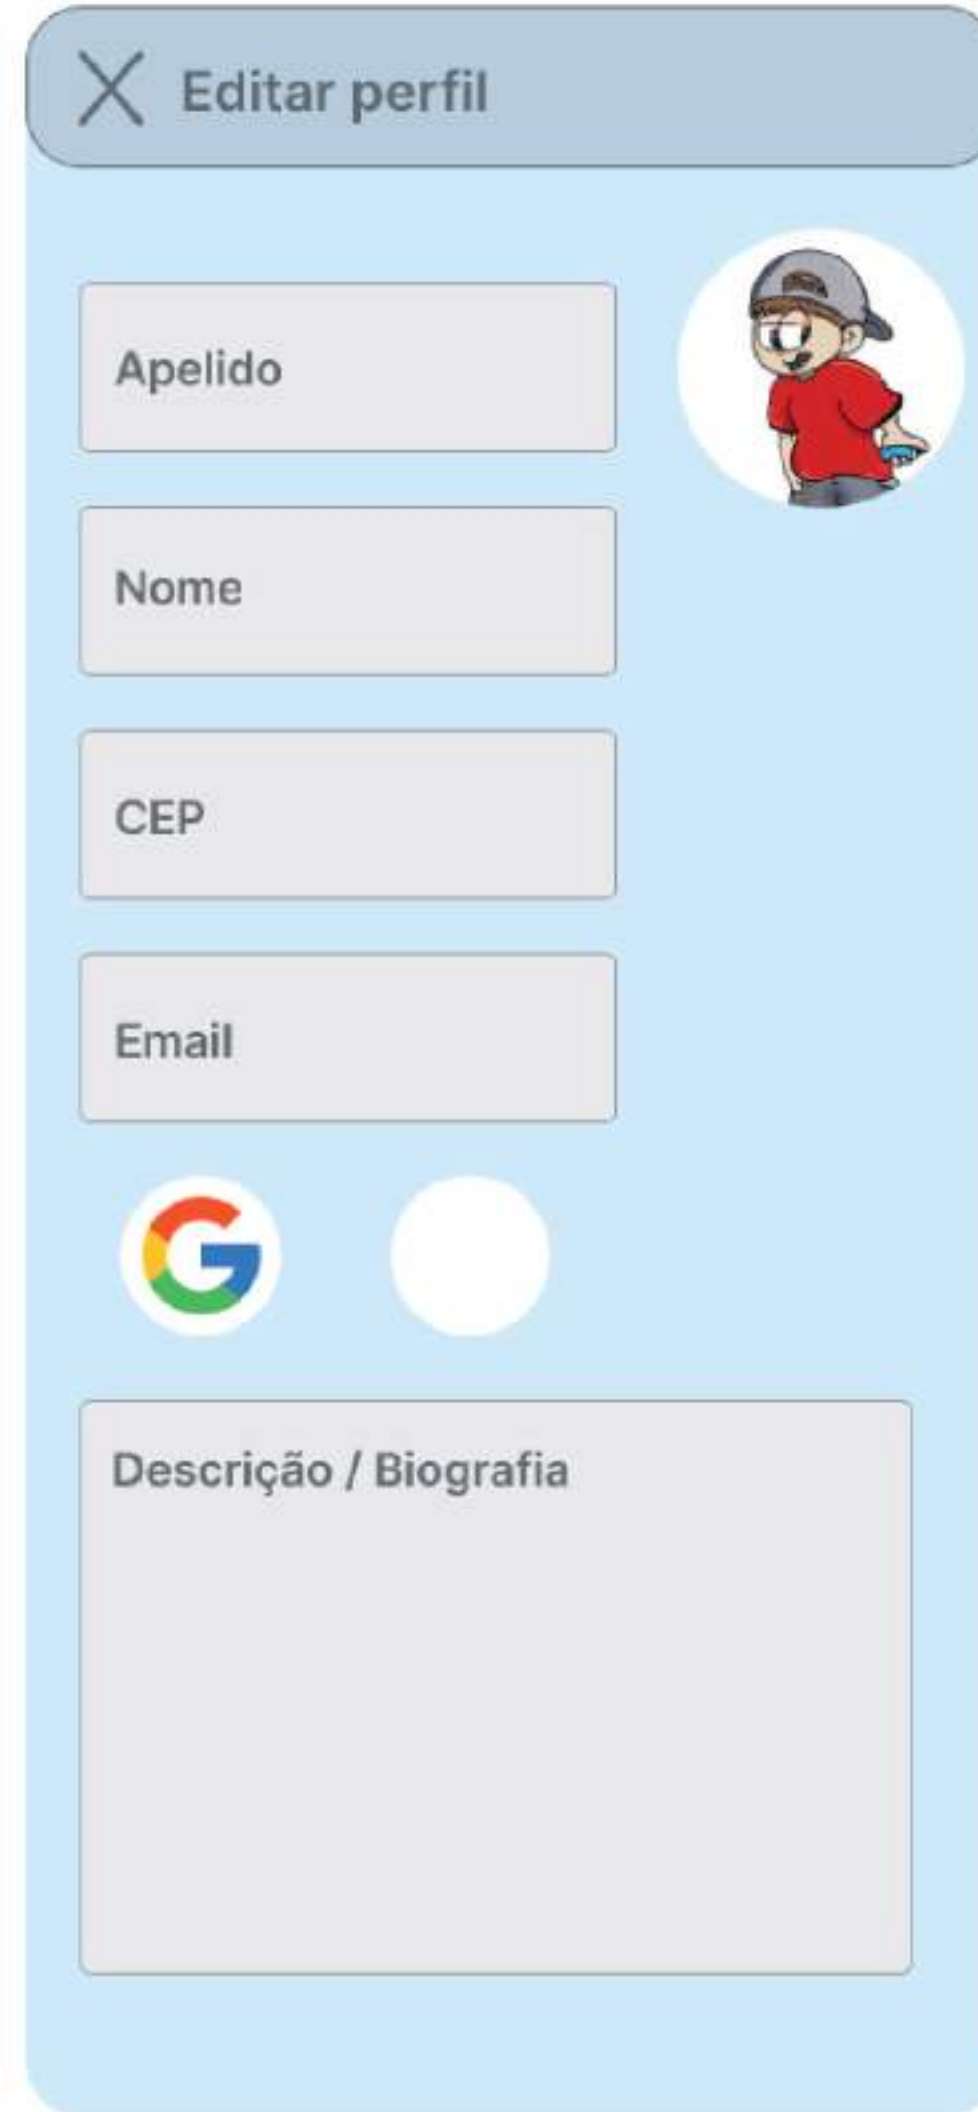 Editar perfil
Apelido
Nome
CEP
Email
Descrição / Biografia